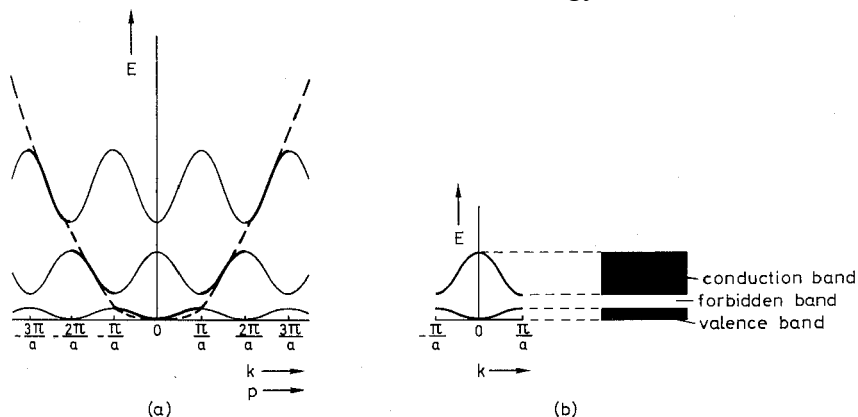 E
-3π/a -2π/a -π/a 0 π/a 2π/a 3π/a
k
p
(a)
E
-π/a 0 π/a
k
(b)
conduction band
forbidden band
valence band